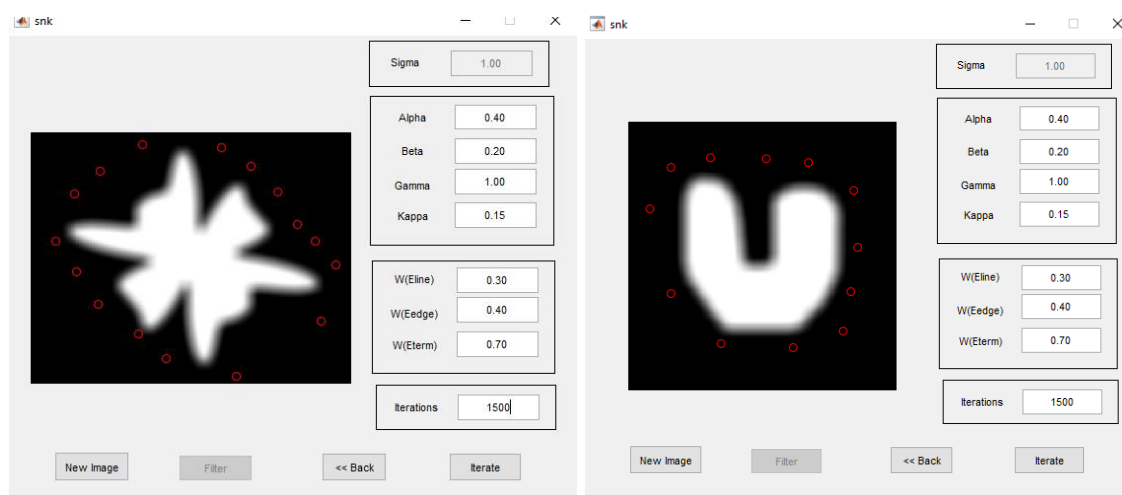 snk
Sigma 1.00
Alpha 0.40
Beta 0.20
Gamma 1.00
Kappa 0.15
W(Eline) 0.30
W(Eedge) 0.40
W(Eterm) 0.70
Iterations 1500
New Image Filter << Back Iterate
snk
Sigma 1.00
Alpha 0.40
Beta 0.20
Gamma 1.00
Kappa 0.15
W(Eline) 0.30
W(Eedge) 0.40
W(Eterm) 0.70
Iterations 1500
New Image Filter << Back Iterate